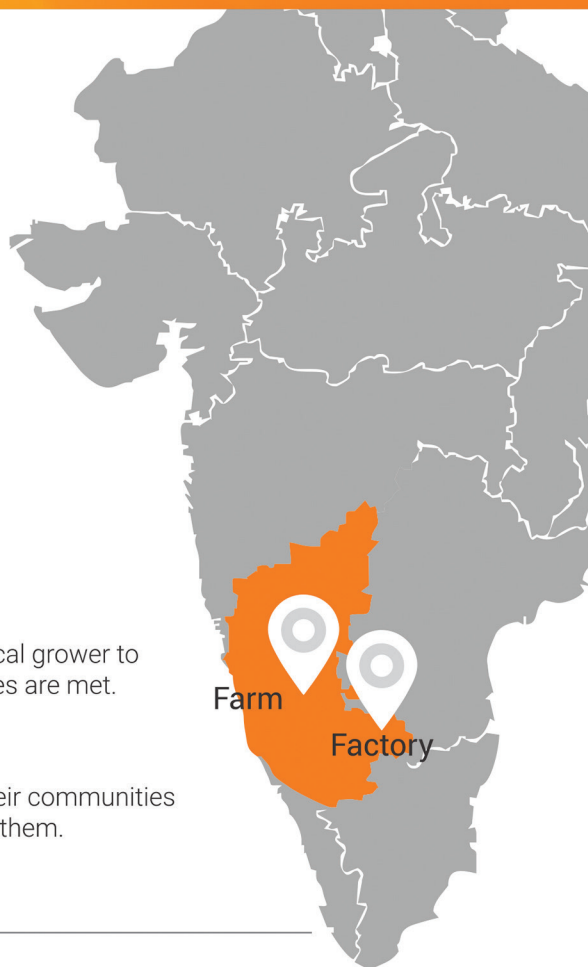 cal grower to
es are met.
Farm
Factory
eir communities
them.